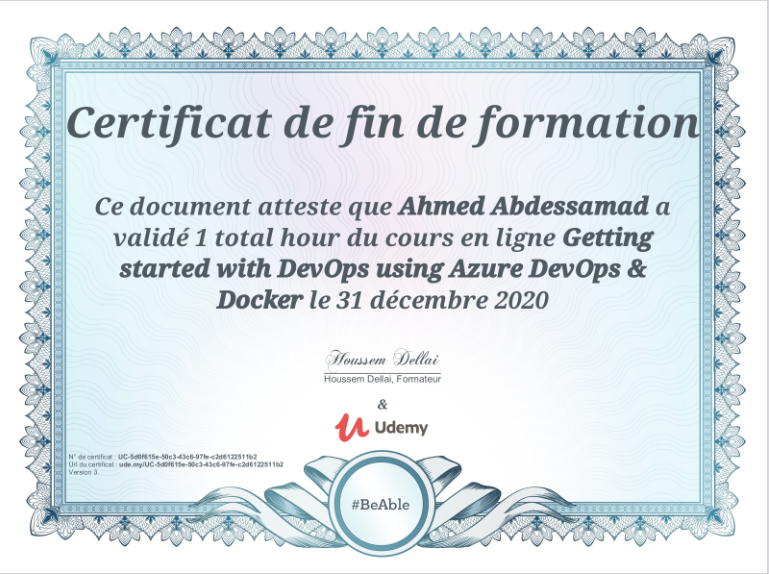 Certificat de fin de formation
Ce document atteste que Ahmed Abdessamad a
validé 1 total hour du cours en ligne Getting
started with DevOps using Azure DevOps &
Docker le 31 décembre 2020
Houssem Dellai
Houssem Dellai, Formateur
&
Udemy
N° de certificat : UC-5d0f615e-50c3-43c6-97fe-c2d6122511b2
Url du certificat : ude.my/UC-5d0f615e-50c3-43c6-97fe-c2d6122511b2
Version 3
#BeAble